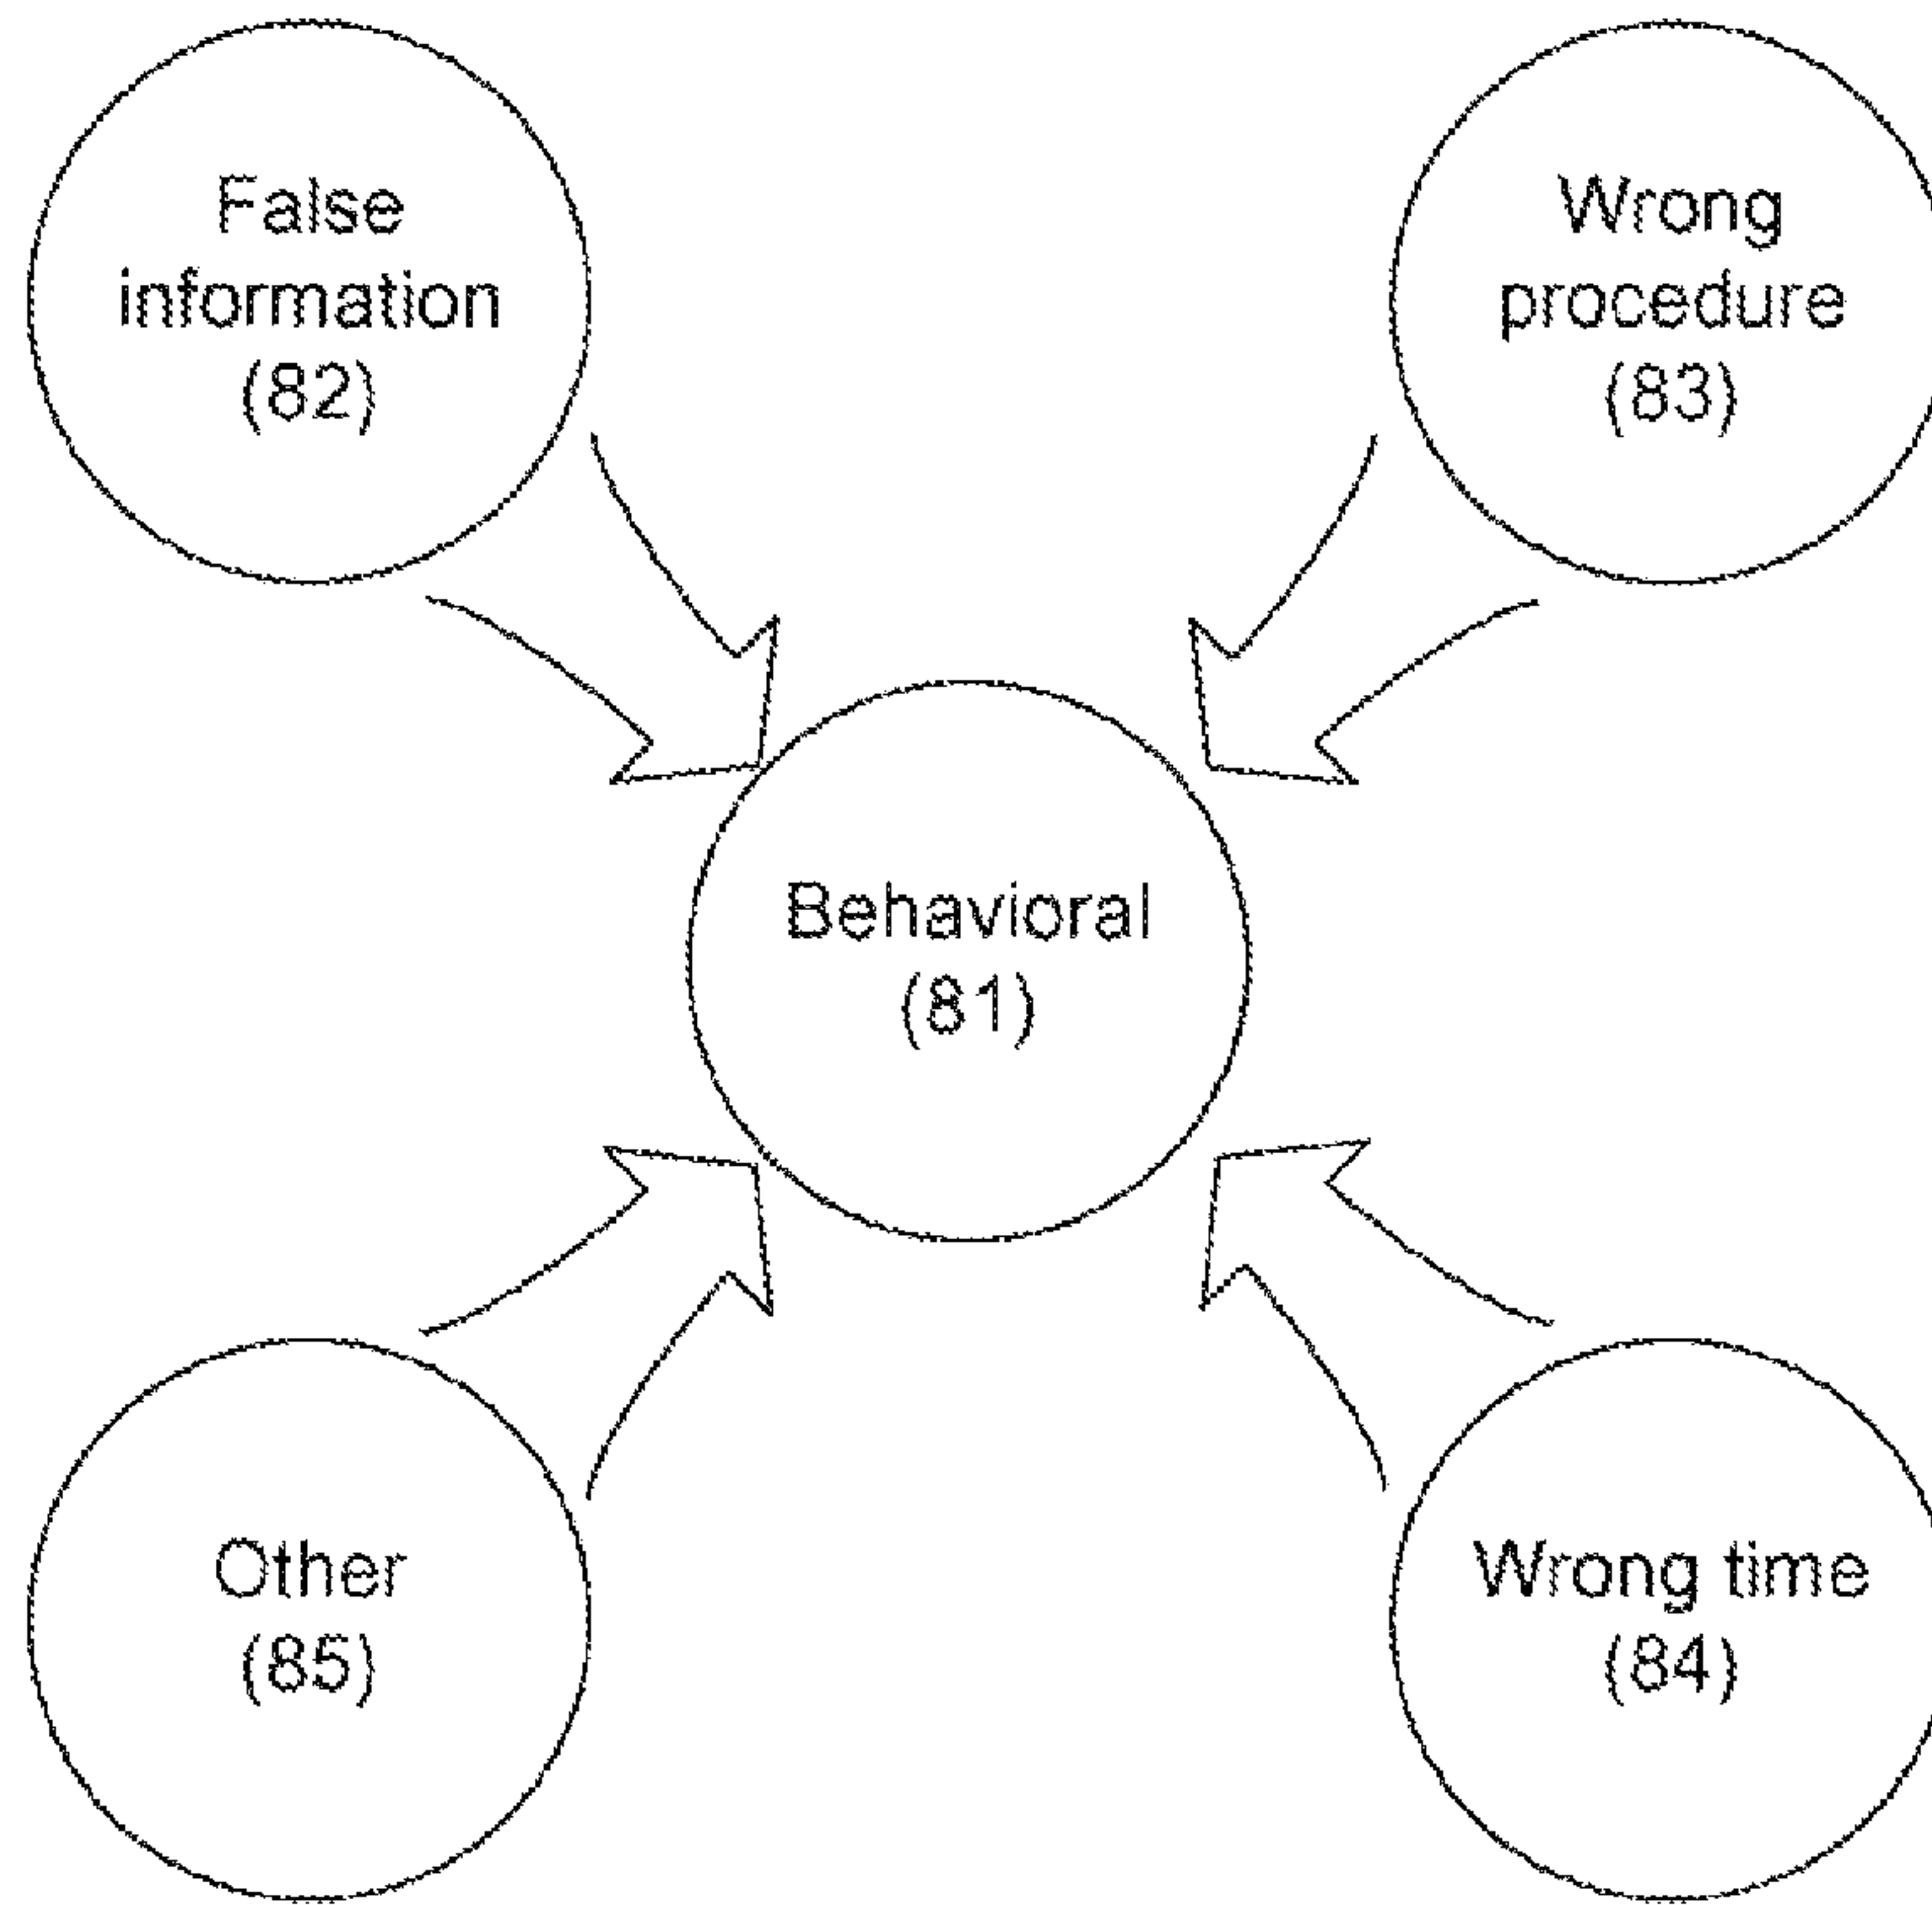 False
information
(82)
Wrong
procedure
(83)
Behavioral
(81)
Other
(85)
Wrong time
(84)